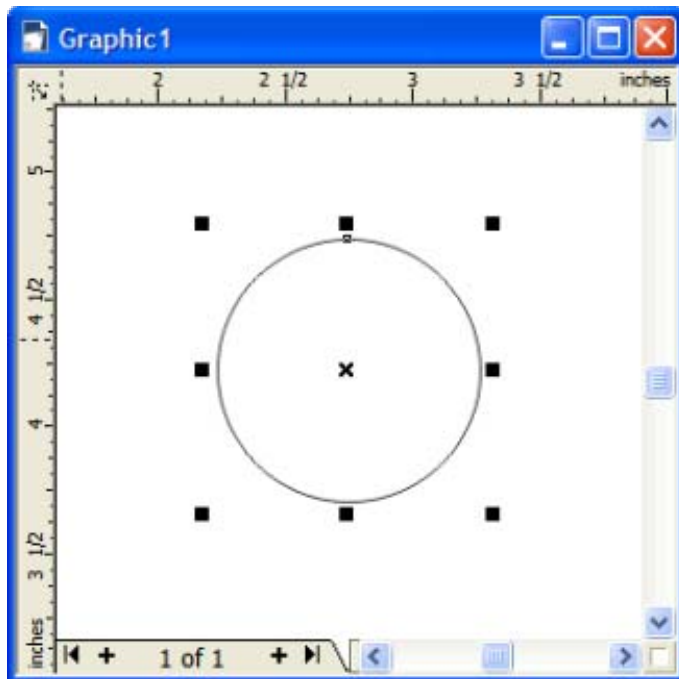 Graphic1
2 2 1/2 3 3 1/2 inches
5
4 1/2
4
3 1/2
inches
1 of 1